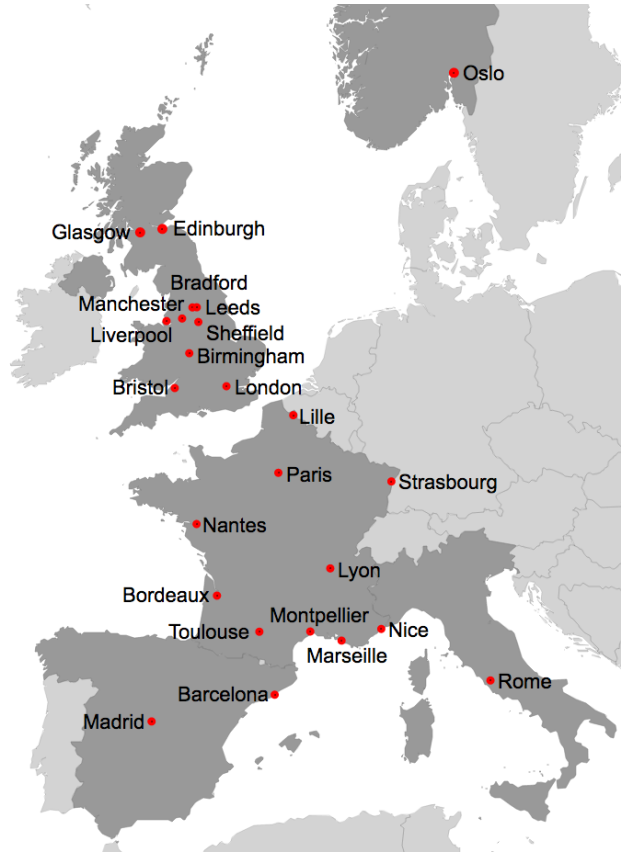 Oslo
Edinburgh
Glasgow
Bradford
Manchester
Leeds
Liverpool
Sheffield
Birmingham
Bristol
London
Lille
Paris
Strasbourg
Nantes
Lyon
Bordeaux
Montpellier
Toulouse
Nice
Marseille
Rome
Barcelona
Madrid